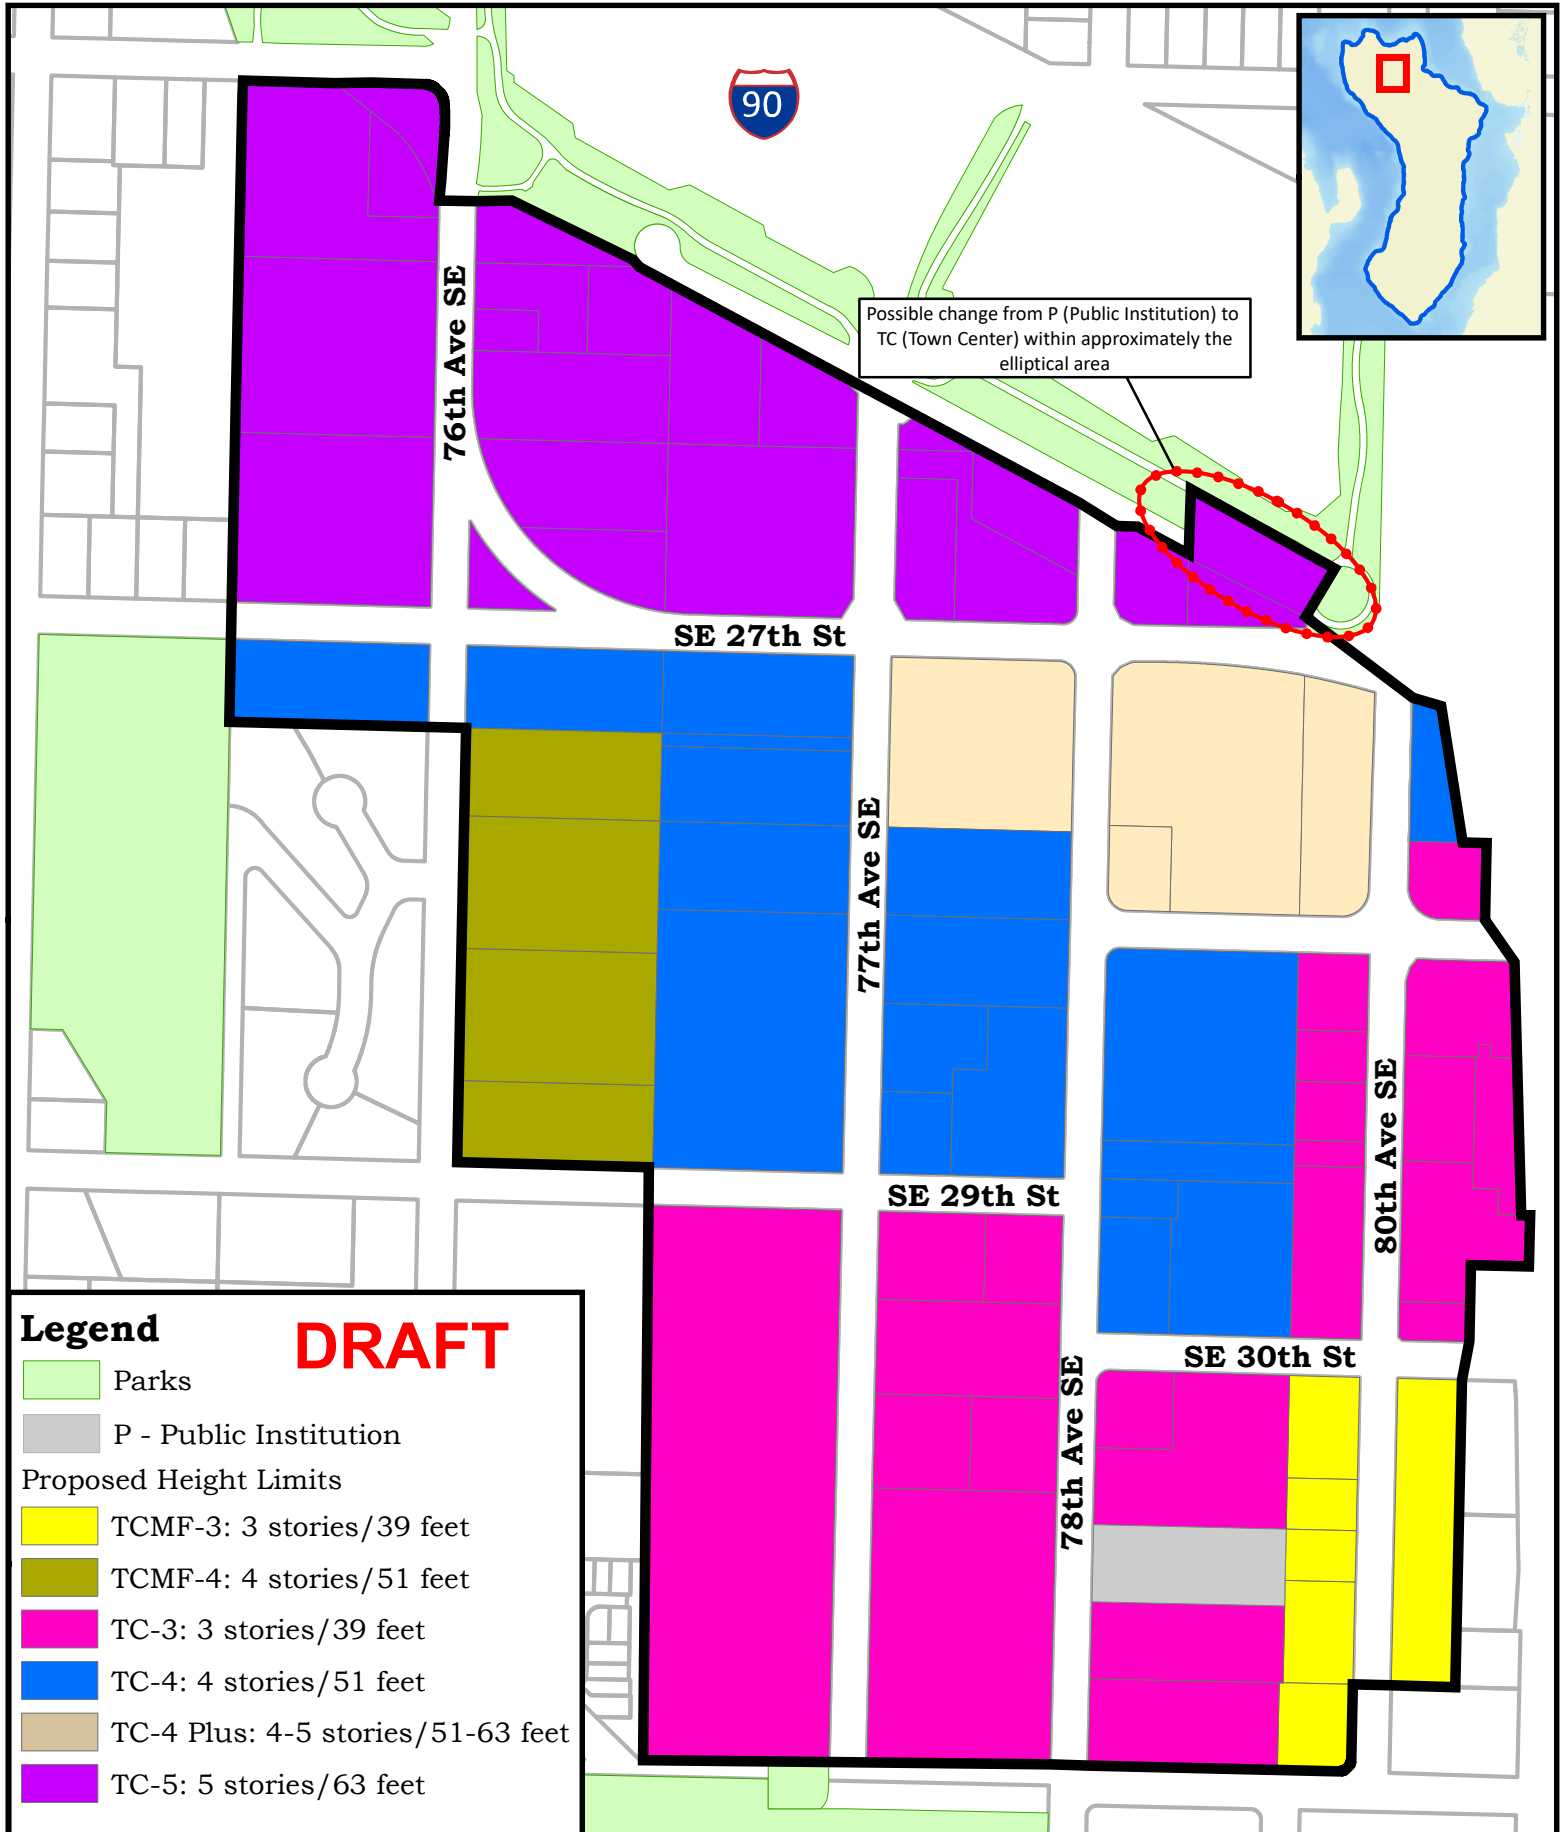 90
Possible change from P (Public Institution) to
TC (Town Center) within approximately the
elliptical area
76th Ave SE
SE 27th St
77th Ave SE
80th Ave SE
SE 29th St
SE 30th St
78th Ave SE
Legend
DRAFT
Parks
P - Public Institution
Proposed Height Limits
TCMF-3: 3 stories/39 feet
TCMF-4: 4 stories/51 feet
TC-3: 3 stories/39 feet
TC-4: 4 stories/51 feet
TC-4 Plus: 4-5 stories/51-63 feet
TC-5: 5 stories/63 feet